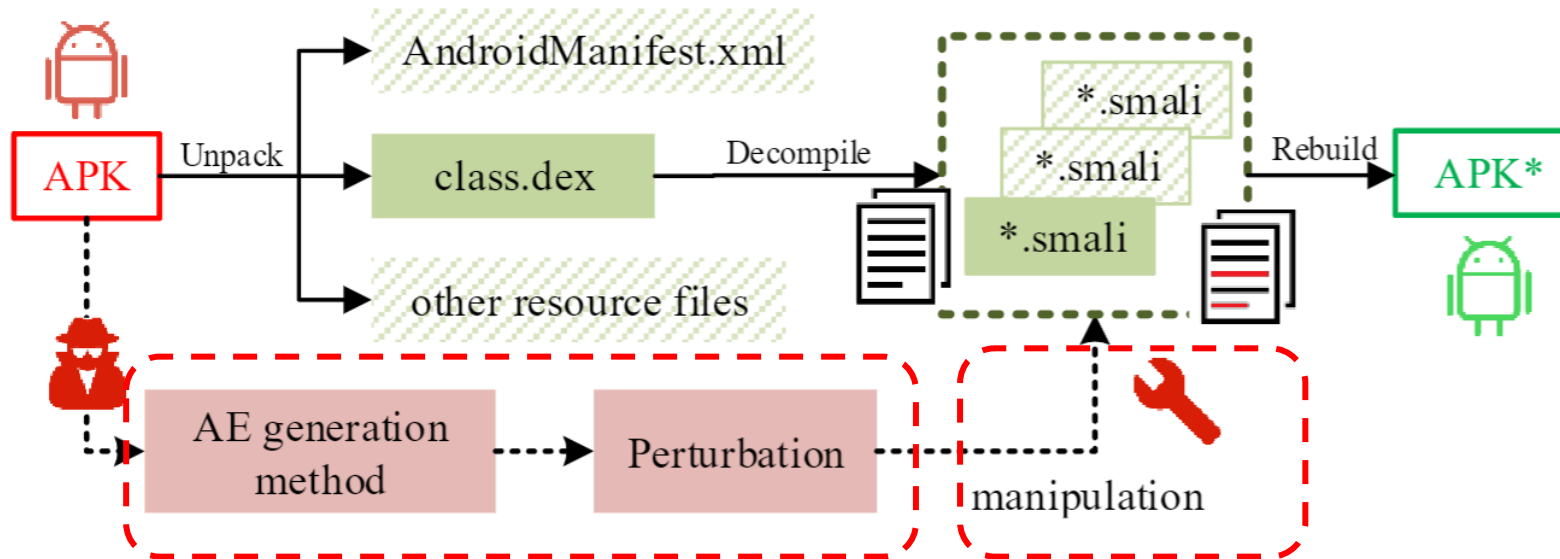 AndroidManifest.xml
*.smali
APK
Unpack
class.dex
Decompile
*.smali
Rebuild
APK*
*.smali
other resource files
AE generation
method
Perturbation
manipulation